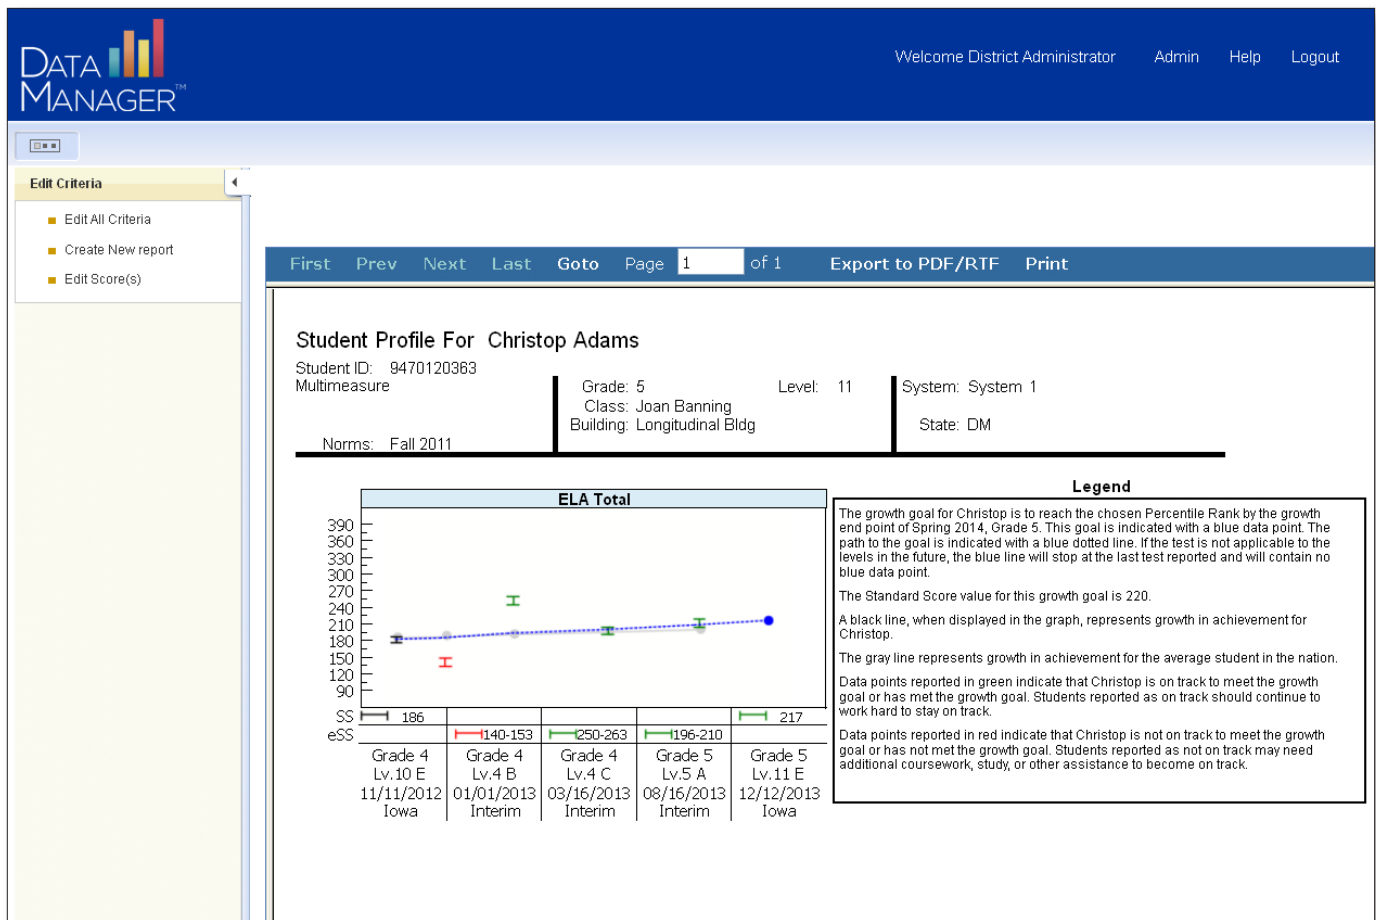 DATA
MANAGER™
Welcome District Administrator Admin Help Logout
Edit Criteria
Edit All Criteria
Create New report
Edit Score(s)
First Prev Next Last Goto Page 1 of 1 Export to PDF/RTF Print
Student Profile For Christop Adams
Student ID: 9470120363
Multimeasure
Norms: Fall 2011
Grade: 5 Level: 11
Class: Joan Banning
Building: Longitudinal Bldg
System: System 1
State: DM
ELA Total
390
360
330
300
270
240
210
180
150
120
90
SS 186 217
eSS 140-153 250-263 196-210
Grade 4 Grade 4 Grade 4 Grade 5 Grade 5
Lv.10 E Lv.4 B Lv.4 C Lv.5 A Lv.11 E
11/11/2012 01/01/2013 03/16/2013 08/16/2013 12/12/2013
Iowa Interim Interim Interim Iowa
Legend
The growth goal for Christop is to reach the chosen Percentile Rank by the growth
end point of Spring 2014, Grade 5. This goal is indicated with a blue data point. The
path to the goal is indicated with a blue dotted line. If the test is not applicable to the
levels in the future, the blue line will stop at the last test reported and will contain no
blue data point.
The Standard Score value for this growth goal is 220.
A black line, when displayed in the graph, represents growth in achievement for
Christop.
The gray line represents growth in achievement for the average student in the nation.
Data points reported in green indicate that Christop is on track to meet the growth
goal or has met the growth goal. Students reported as on track should continue to
work hard to stay on track.
Data points reported in red indicate that Christop is not on track to meet the growth
goal or has not met the growth goal. Students reported as not on track may need
additional coursework, study, or other assistance to become on track.